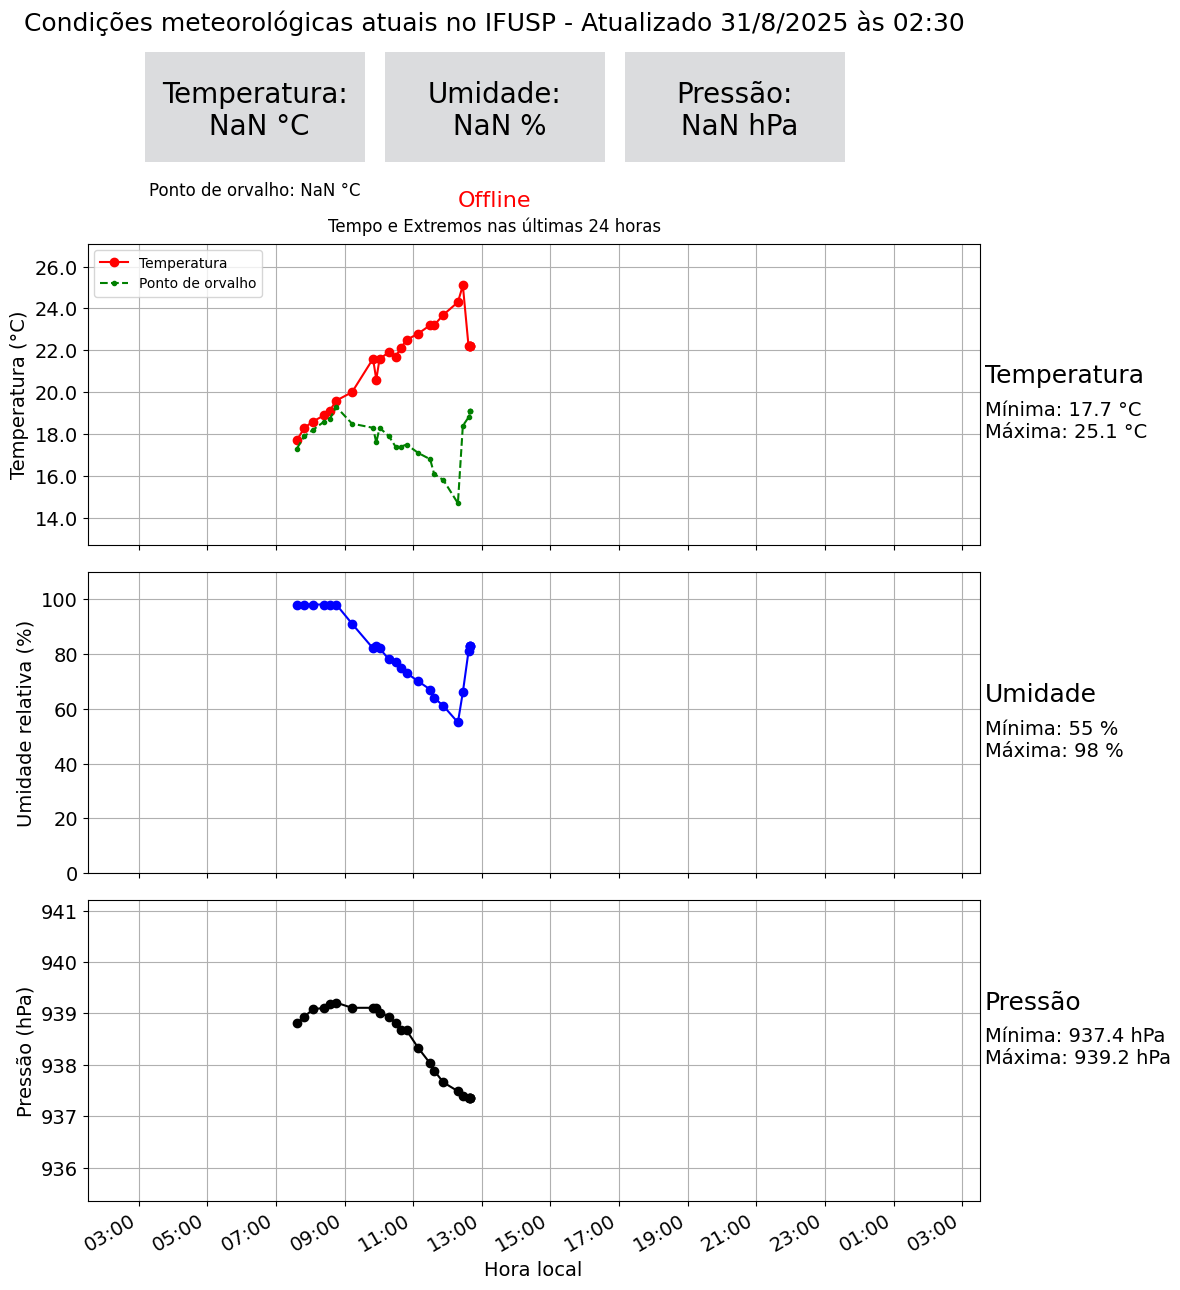 Condições meteorológicas atuais no IFUSP - Atualizado 31/8/2025 às 02:30
Temperatura:
NaN °C
Umidade:
NaN %
Pressão:
NaN hPa
Ponto de orvalho: NaN °C
Offline
Tempo e Extremos nas últimas 24 horas
Temperatura (°C)
26.0
24.0
22.0
20.0
18.0
16.0
14.0
Temperatura
Ponto de orvalho
Temperatura
Mínima: 17.7 °C
Máxima: 25.1 °C
Umidade relativa (%)
100
80
60
40
20
0
Umidade
Mínima: 55 %
Máxima: 98 %
Pressão (hPa)
941
940
939
938
937
936
Pressão
Mínima: 937.4 hPa
Máxima: 939.2 hPa
03:00 05:00 07:00 09:00 11:00 13:00 15:00 17:00 19:00 21:00 23:00 01:00 03:00
Hora local